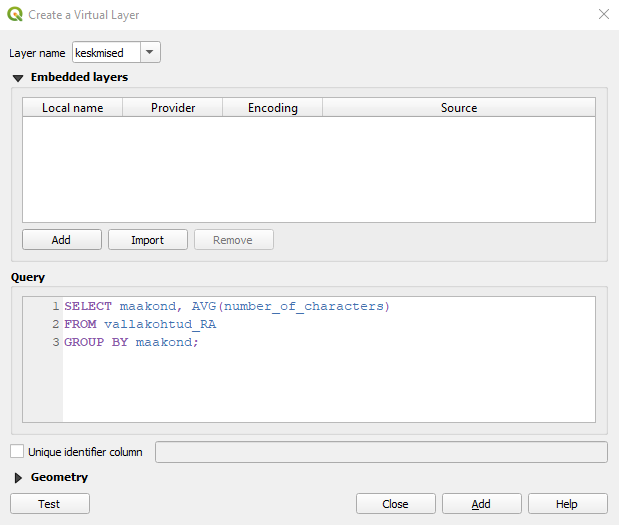 Create a Virtual Layer
Layer name keskmised
Embedded layers
Local name Provider Encoding Source
Add Import Remove
Query
1 SELECT maakond, AVG(number_of_characters)
2 FROM vallakohtud_RA
3 GROUP BY maakond;
Unique identifier column
Geometry
Test Close Add Help